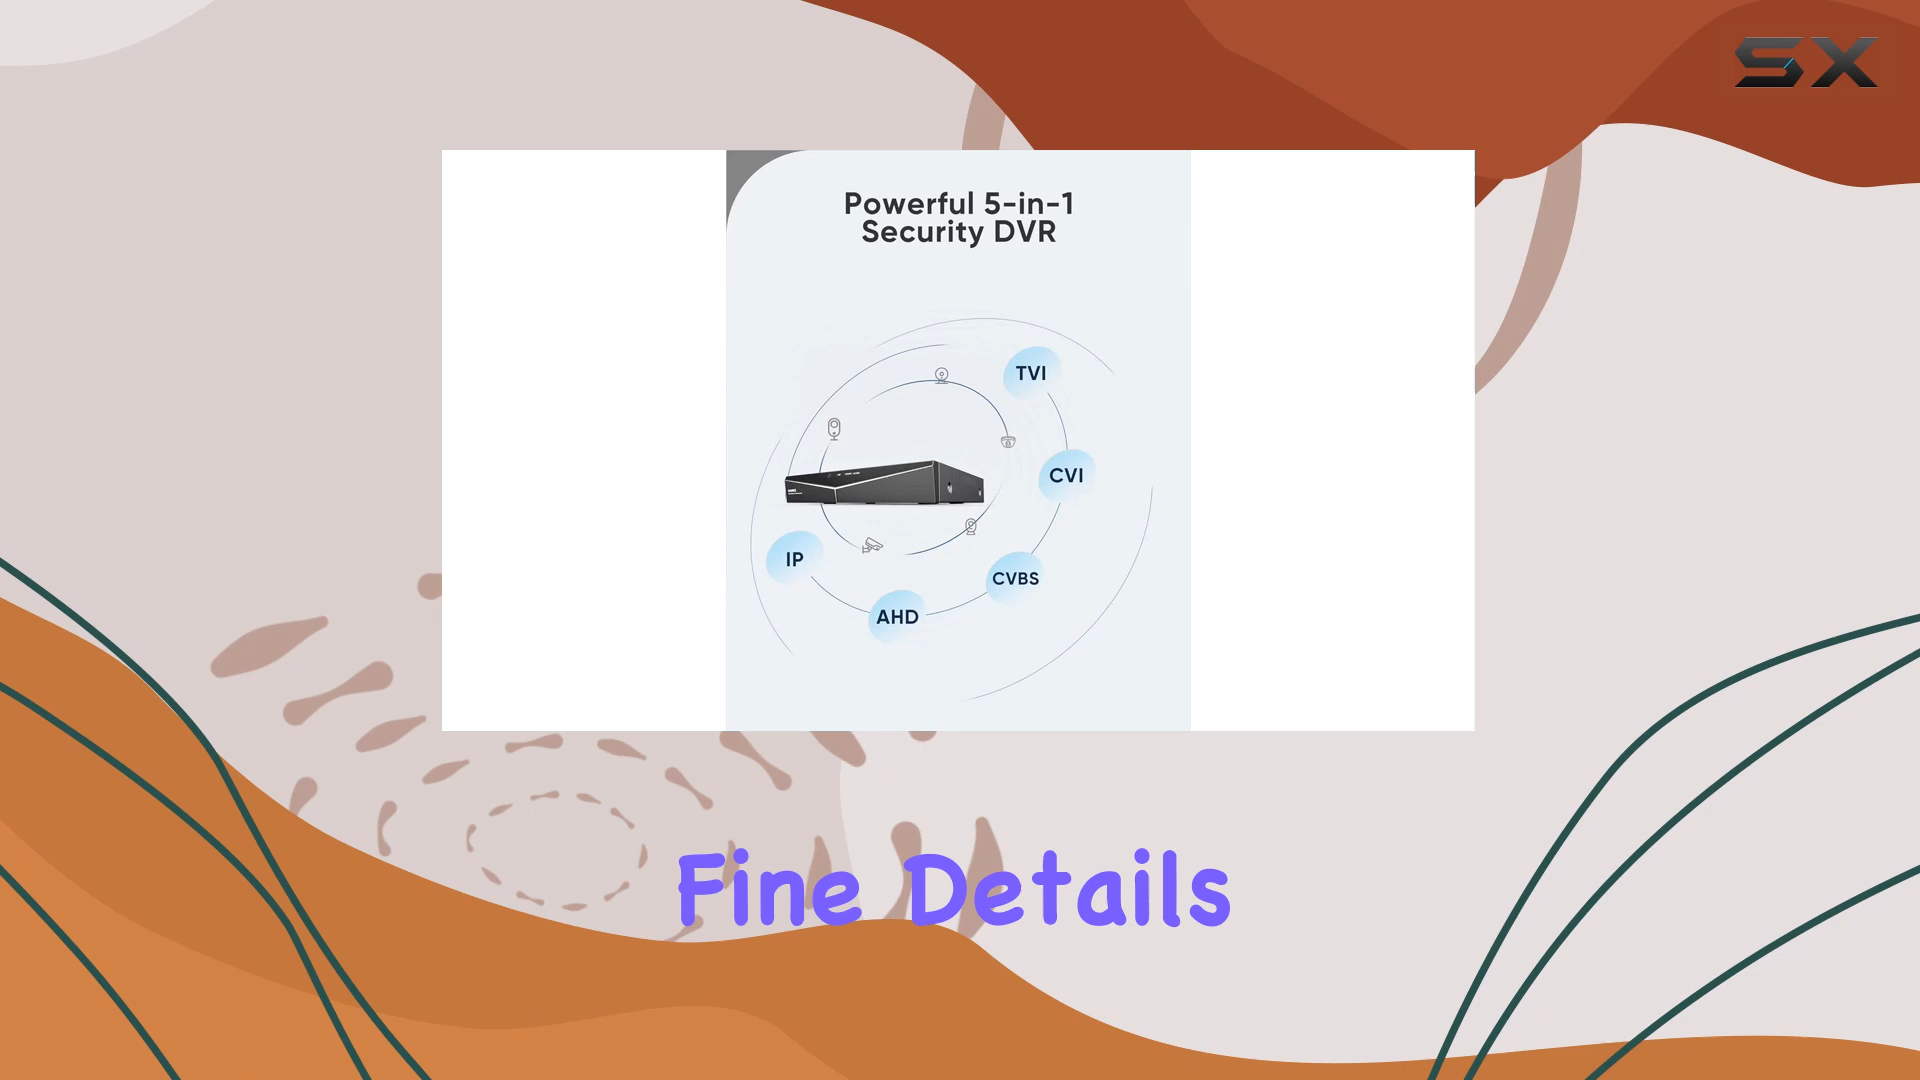 SX
Powerful 5-in-1
Security DVR
TVI
CVI
IP
CVBS
AHD
Fine Details